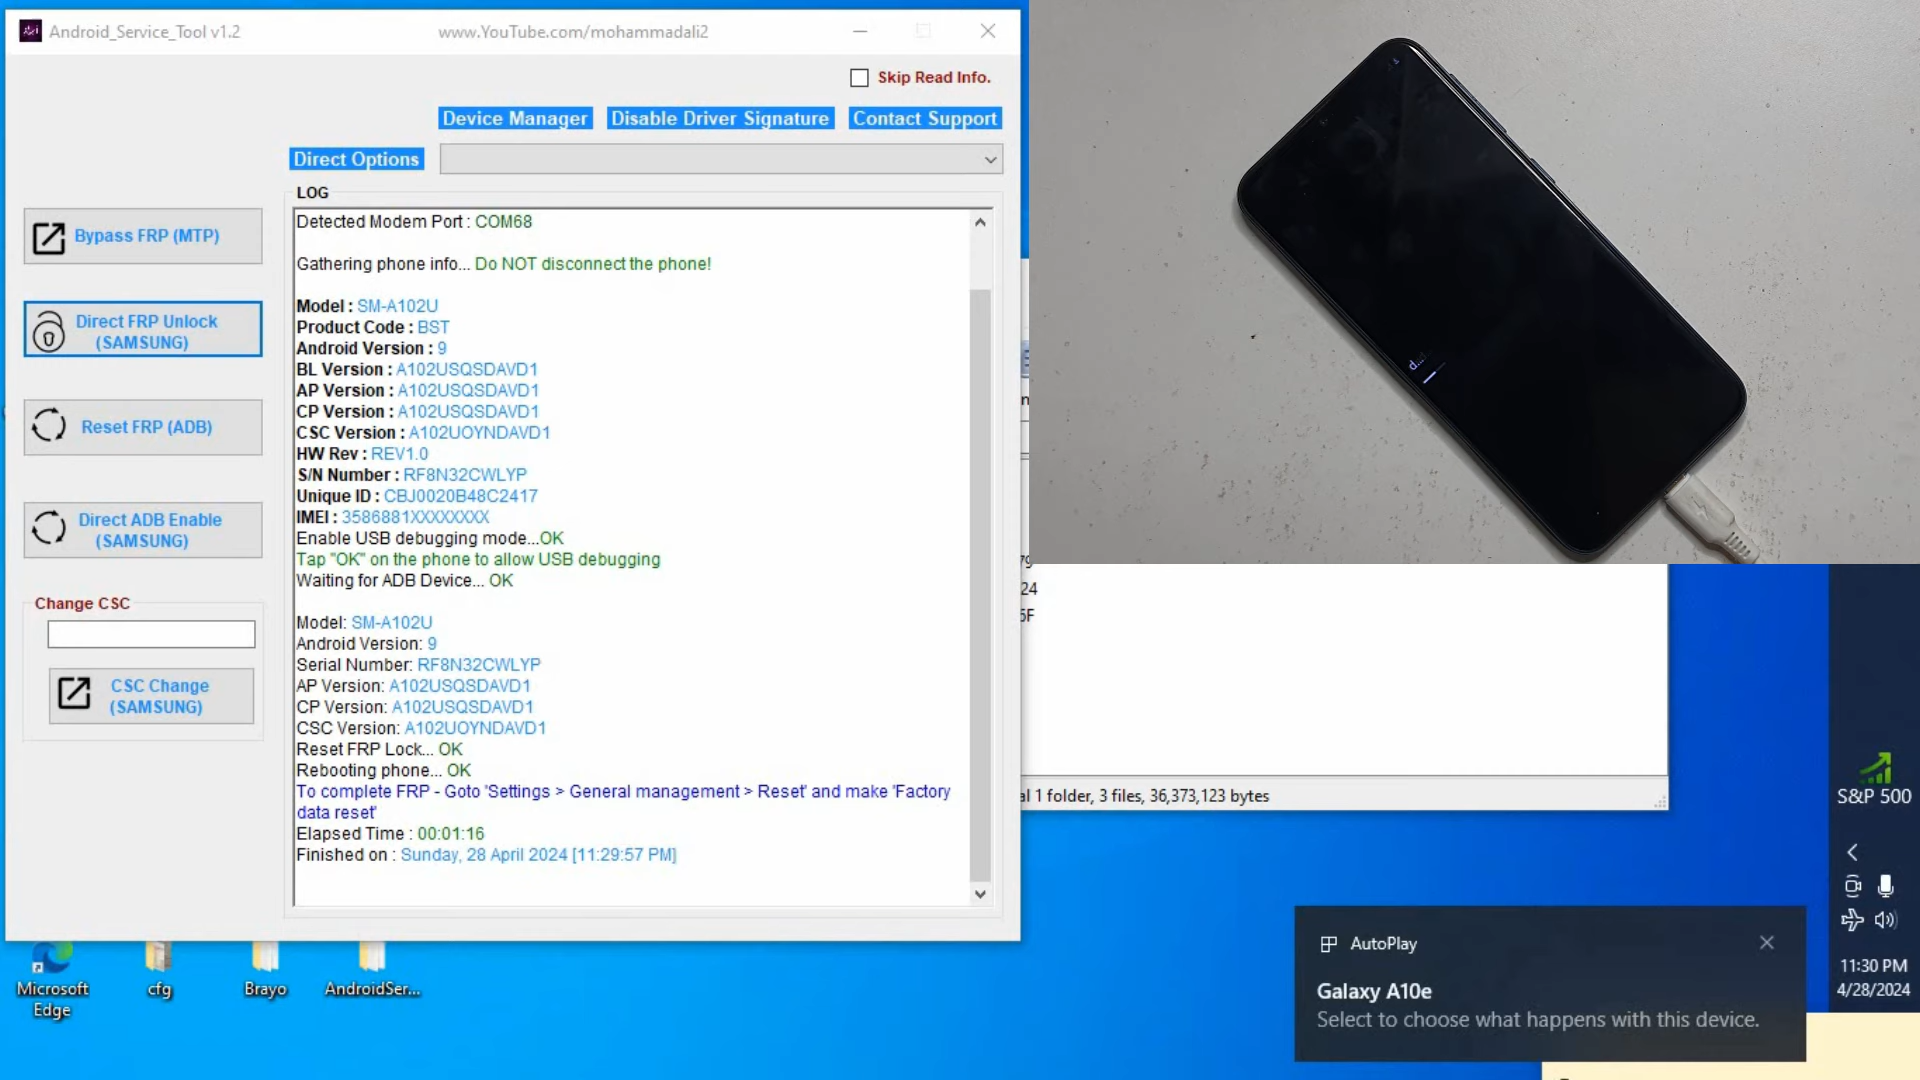 Android_Service_Tool v1.2
www.YouTube.com/mohammadali2
Skip Read Info.
Device Manager
Disable Driver Signature
Contact Support
Direct Options
LOG
Bypass FRP (MTP)
Direct FRP Unlock
(SAMSUNG)
Reset FRP (ADB)
Direct ADB Enable
(SAMSUNG)
Change CSC
CSC Change
(SAMSUNG)
Detected Modem Port : COM68
Gathering phone info... Do NOT disconnect the phone!
Model : SM-A102U
Product Code : BST
Android Version : 9
BL Version : A102USQSDAVD1
AP Version : A102USQSDAVD1
CP Version : A102USQSDAVD1
CSC Version : A102UOYNDAVD1
HW Rev : REV1.0
S/N Number : RF8N32CWLYP
Unique ID : CBJ0020B48C2417
IMEI : 3586881XXXXXXXX
Enable USB debugging mode...OK
Tap "OK" on the phone to allow USB debugging
Waiting for ADB Device... OK
Model: SM-A102U
Android Version: 9
Serial Number: RF8N32CWLYP
AP Version: A102USQSDAVD1
CP Version: A102USQSDAVD1
CSC Version: A102UOYNDAVD1
Reset FRP Lock... OK
Rebooting phone... OK
To complete FRP - Goto 'Settings > General management > Reset' and make 'Factory
data reset'
Elapsed Time : 00:01:16
Finished on : Sunday, 28 April 2024 [11:29:57 PM]
24
al 1 folder, 3 files, 36,373,123 bytes
S&P 500
Microsoft
Edge
cfg
Brayo
AndroidSer...
AutoPlay
Galaxy A10e
Select to choose what happens with this device.
11:30 PM
4/28/2024